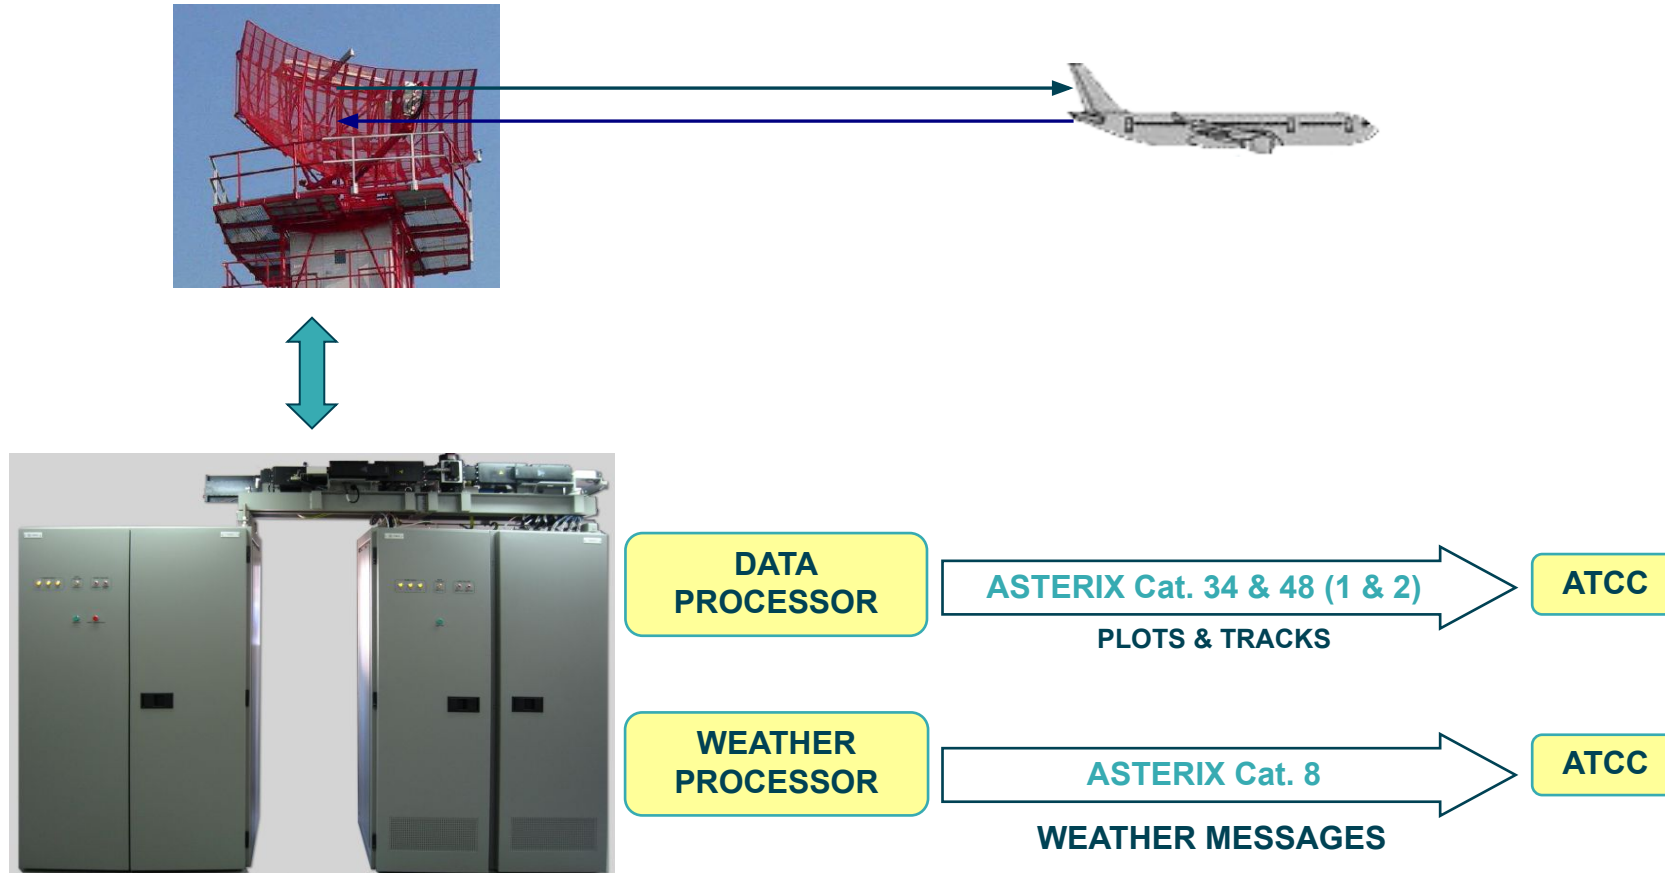 DATA
PROCESSOR
ASTERIX Cat. 34 & 48 (1 & 2)
PLOTS & TRACKS
ATCC
WEATHER
PROCESSOR
ASTERIX Cat. 8
WEATHER MESSAGES
ATCC